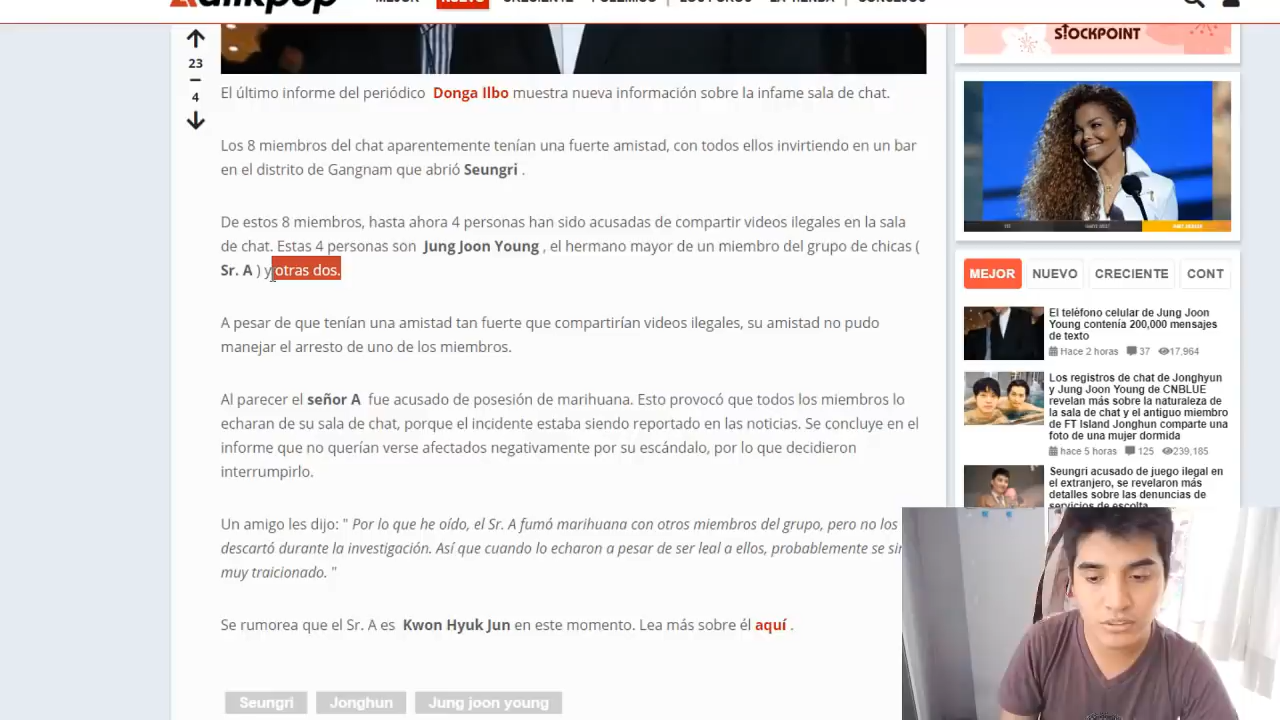 allkpop
MEJOR NUEVO CRECIENTE POLÉMICO LOS FOROS LA TIENDA CONCEJOS
23
4
El último informe del periódico Donga Ilbo muestra nueva información sobre la infame sala de chat.
Los 8 miembros del chat aparentemente tenían una fuerte amistad, con todos ellos invirtiendo en un bar
en el distrito de Gangnam que abrió Seungri .
De estos 8 miembros, hasta ahora 4 personas han sido acusadas de compartir videos ilegales en la sala
de chat. Estas 4 personas son Jung Joon Young , el hermano mayor de un miembro del grupo de chicas (
Sr. A ) y otras dos.
A pesar de que tenían una amistad tan fuerte que compartirían videos ilegales, su amistad no pudo
manejar el arresto de uno de los miembros.
Al parecer el señor A fue acusado de posesión de marihuana. Esto provocó que todos los miembros lo
echaran de su sala de chat, porque el incidente estaba siendo reportado en las noticias. Se concluye en el
informe que no querían verse afectados negativamente por su escándalo, por lo que decidieron
interrumpirlo.
Un amigo les dijo: " Por lo que he oído, el Sr. A fumó marihuana con otros miembros del grupo, pero no los
descartó durante la investigación. Así que cuando lo echaron a pesar de ser leal a ellos, probablemente se sin
muy traicionado. "
Se rumorea que el Sr. A es Kwon Hyuk Jun en este momento. Lea más sobre él aquí .
Seungri Jonghun Jung joon young
STOCKPOINT
MEJOR NUEVO CRECIENTE CONT
El teléfono celular de Jung Joon
Young contenía 200,000 mensajes
de texto
Hace 2 horas 37 17,964
Los registros de chat de Jonghyun
y Jung Joon Young de CNBLUE
revelan más sobre la naturaleza de
la sala de chat y el antiguo miembro
de FT Island Jonghun comparte una
foto de una mujer dormida
hace 5 horas 125 239,185
Seungri acusado de juego ilegal en
el extranjero, se revelaron más
detalles sobre las denuncias de
servicios de escolta